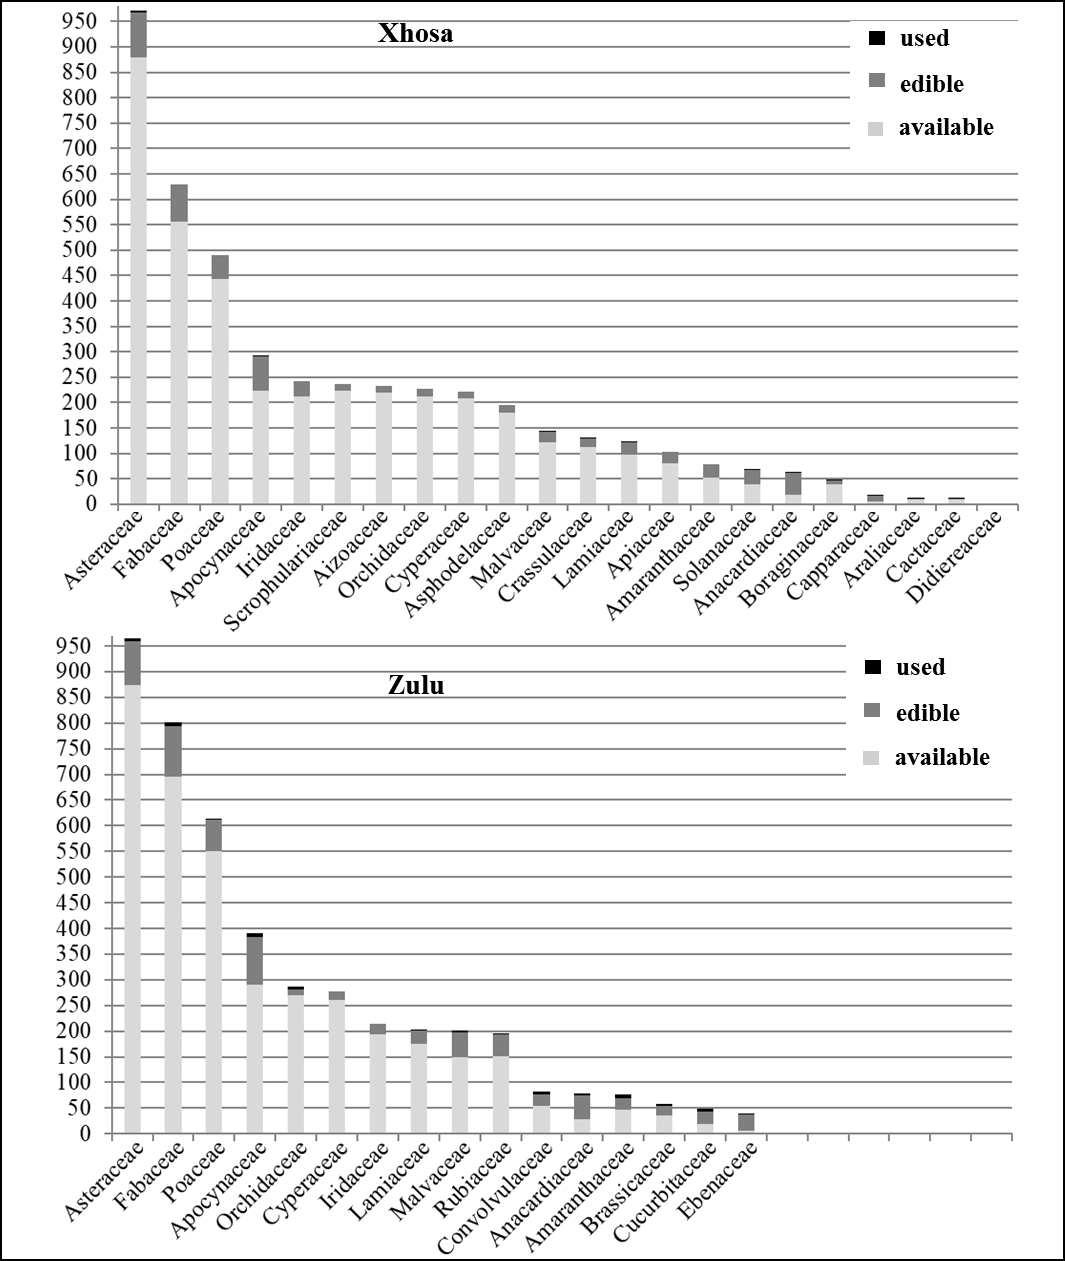 Xhosa
used
edible
available
950
900
850
800
750
700
650
600
550
500
450
400
350
300
250
200
150
100
50
0
Asteraceae
Fabaceae
Poaceae
Apocynaceae
Iridaceae
Scrophulariaceae
Aizoaceae
Orchidaceae
Cyperaceae
Asphodelaceae
Malvaceae
Crassulaceae
Lamiaceae
Apiaceae
Amaranthaceae
Solanaceae
Anacardiaceae
Boraginaceae
Capparaceae
Araliaceae
Cactaceae
Didiereaceae
Zulu
used
edible
available
950
900
850
800
750
700
650
600
550
500
450
400
350
300
250
200
150
100
50
0
Asteraceae
Fabaceae
Poaceae
Apocynaceae
Orchidaceae
Cyperaceae
Iridaceae
Lamiaceae
Malvaceae
Rubiaceae
Convolvulaceae
Anacardiaceae
Amaranthaceae
Brassicaceae
Cucurbitaceae
Ebenaceae